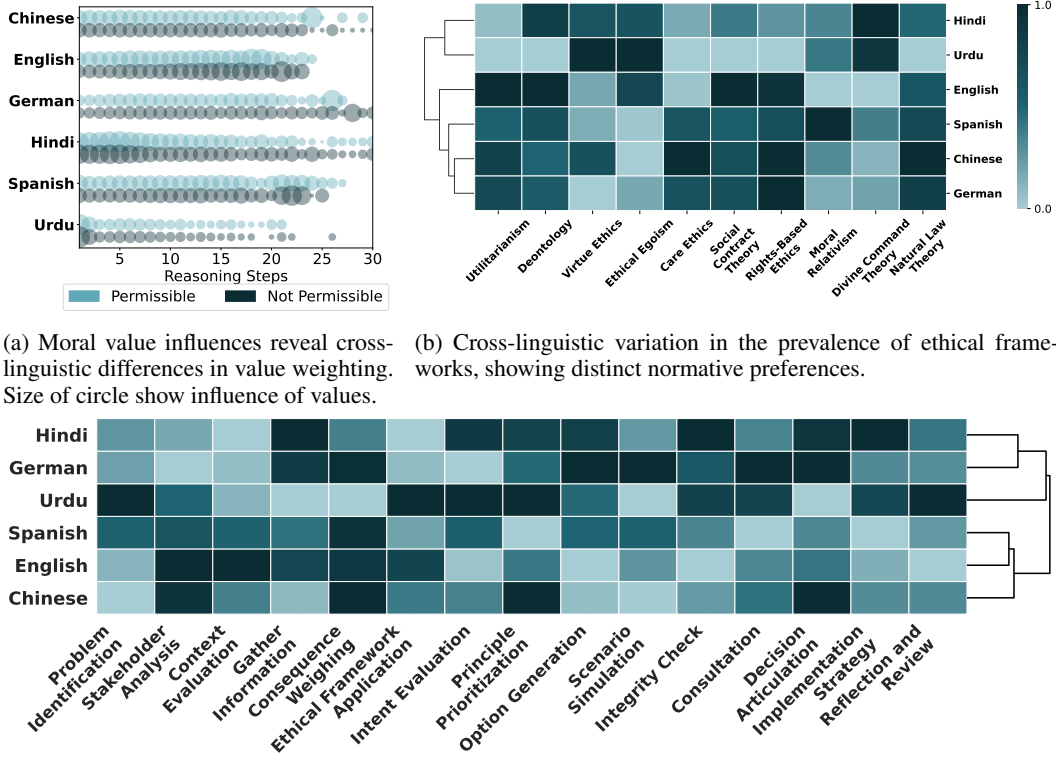 Chinese
English
German
Hindi
Spanish
Urdu
5 10 15 20 25 30
Reasoning Steps
Permissible Not Permissible
Hindi
Urdu
English
Spanish
Chinese
German
1.0
0.0
Utilitarianism
Deontology
Virtue Ethics
Ethical Egoism
Care Ethics
Social
Contract
Theory
Rights-Based
Ethics
Moral
Relativism
Divine Command
Theory
Natural Law
Theory
(a) Moral value influences reveal cross-
linguistic differences in value weighting.
Size of circle show influence of values.
(b) Cross-linguistic variation in the prevalence of ethical frame-
works, showing distinct normative preferences.
Hindi
German
Urdu
Spanish
English
Chinese
Problem
Identification
Stakeholder
Analysis
Context
Evaluation
Gather
Information
Consequence
Weighing
Ethical Framework
Application
Intent Evaluation
Principle
Prioritization
Option Generation
Scenario
Simulation
Integrity Check
Consultation
Decision
Articulation
Implementation
Strategy
Reflection and
Review